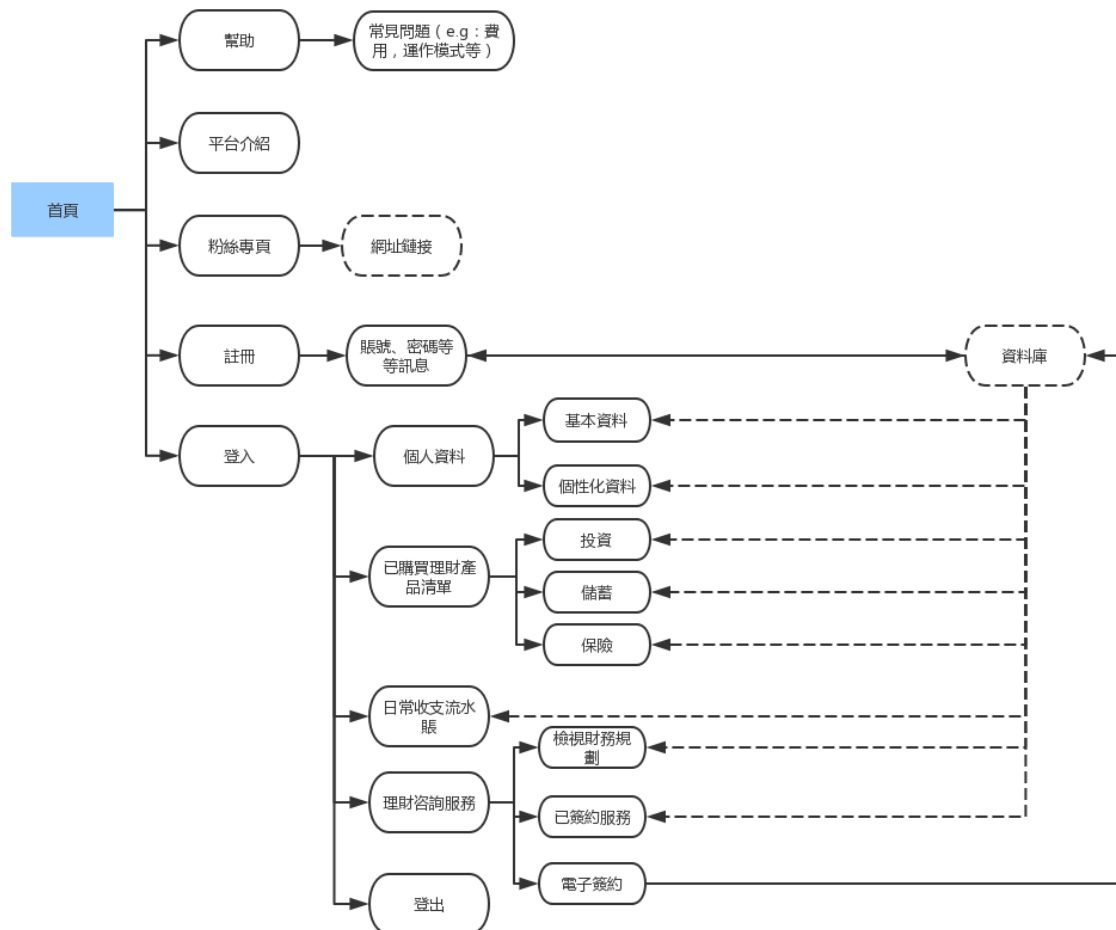 幫助
常見問題（e.g：費
用，運作模式等）
平台介紹
首頁
粉絲專頁
網址鏈接
註冊
賬號、密碼等
等訊息
資料庫
登入
個人資料
基本資料
個性化資料
已購買理財產
品清單
投資
儲蓄
保險
日常收支流水
賬
理財咨詢服務
檢視財務規
劃
已簽約服務
電子簽約
登出